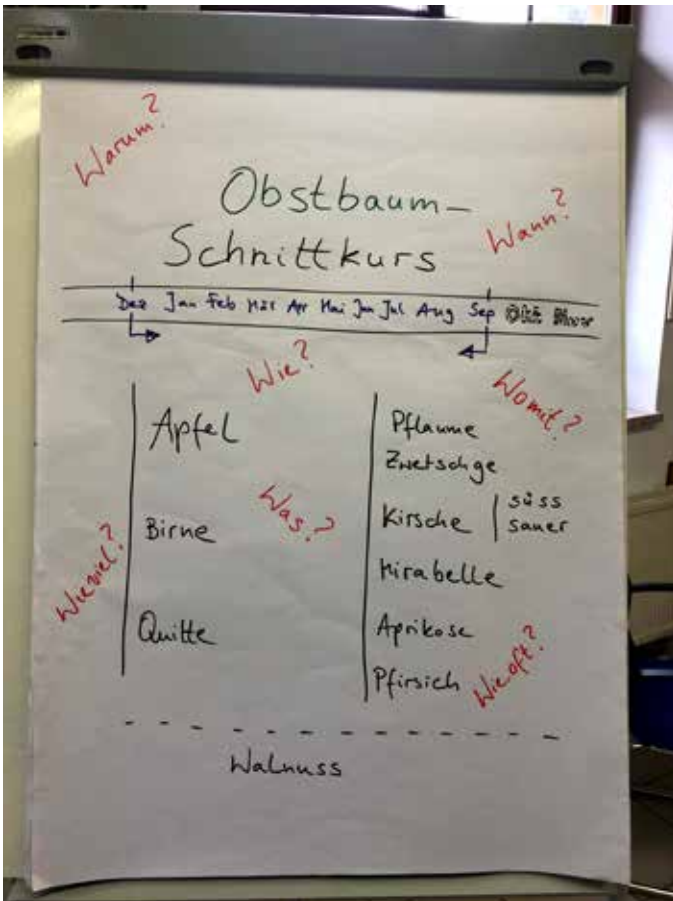 Warum?
Obstbaum-
Schnittkurs
Wann?
Dez Jan Feb Mär Apr Mai Jun Jul Aug Sep
Wie?
Womit?
Apfel
Birne
Quitte
Was?
Wieviel?
Pflaume
Zwetschge
Kirsche | süss
sauer
Mirabelle
Aprikose
Pfirsich
Wie oft?
Walnuss